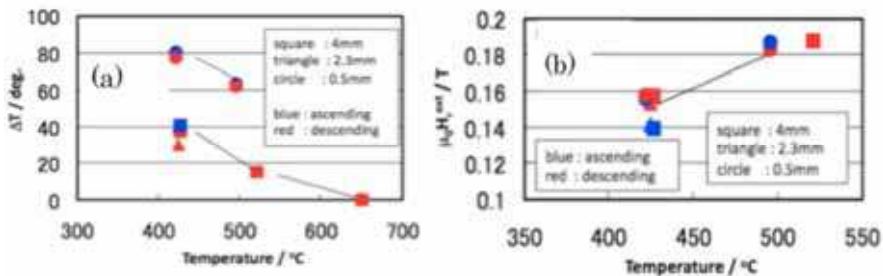 100
80
60
40
20
0
ΔT / deg.
(a)
square : 4mm
triangle : 2.3mm
circle : 0.5mm
blue : ascending
red : descending
300 400 500 600 700
Temperature / °C
0.2
0.18
0.16
0.14
0.12
0.1
(b)
blue : ascending
red : descending
square : 4mm
triangle : 2.3mm
circle : 0.5mm
350 400 450 500 550
Temperature / °C